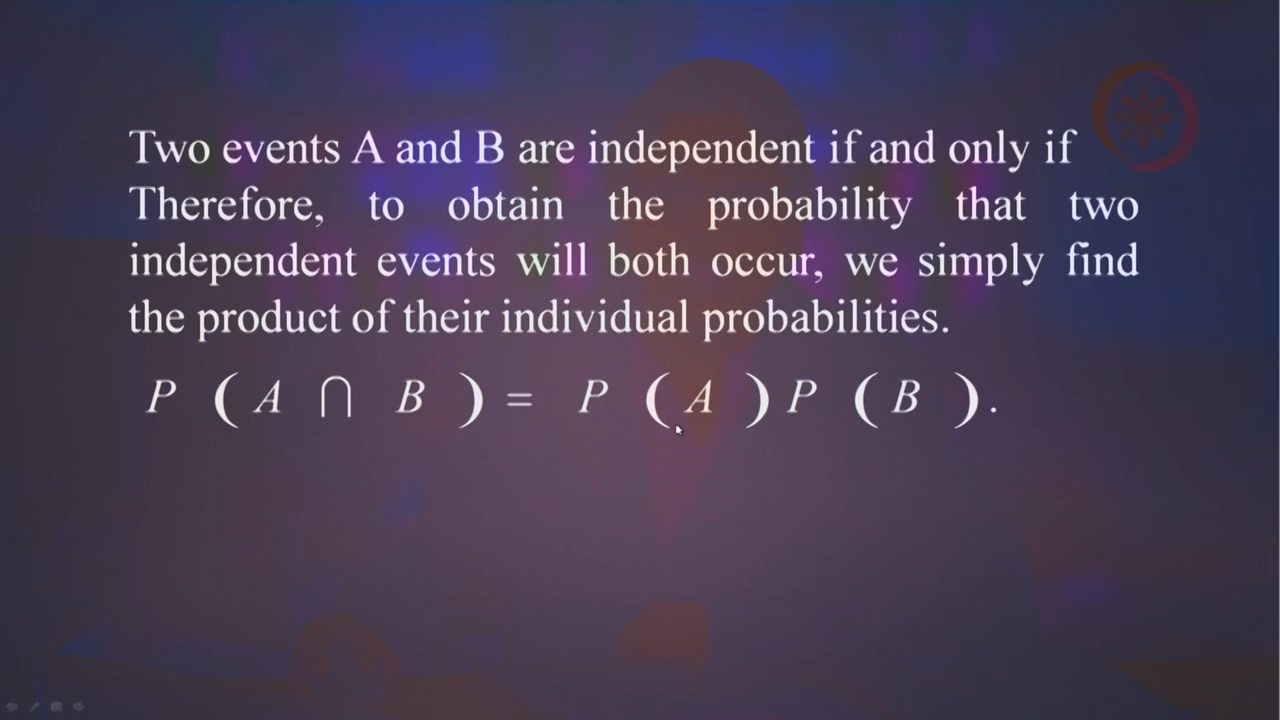 Two events A and B are independent if and only if
Therefore, to obtain the probability that two
independent events will both occur, we simply find
the product of their individual probabilities.
P ( A ∩ B ) = P ( A ) P ( B ).